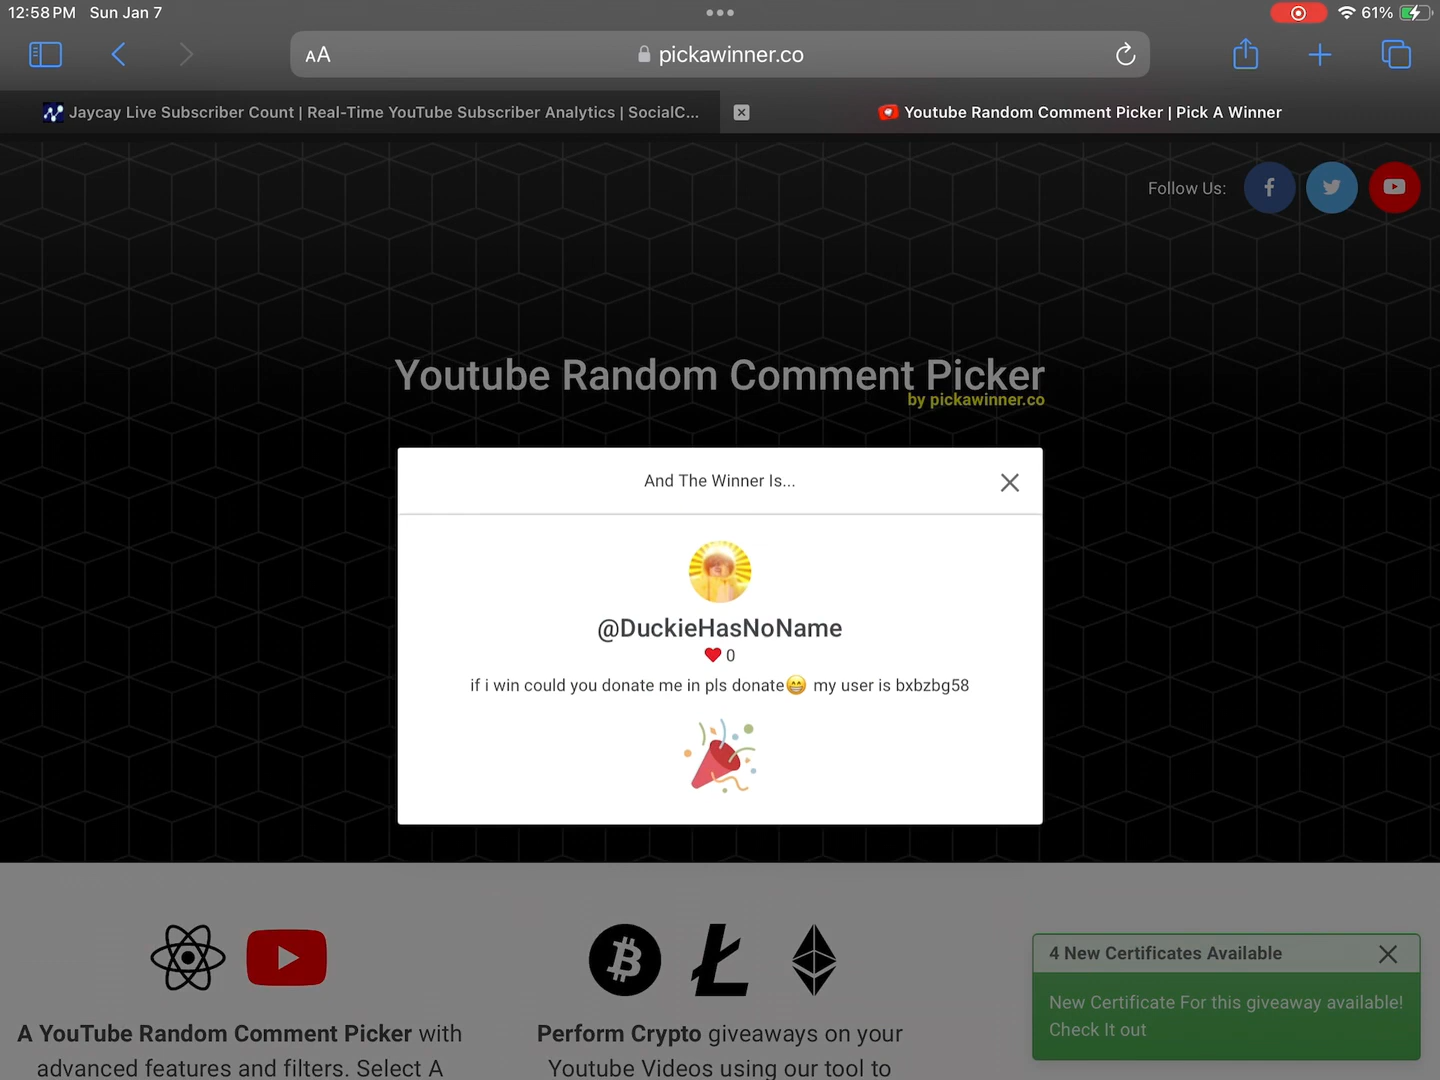 12:58 PM Sun Jan 7
61%
AA
pickawinner.co
Jaycay Live Subscriber Count | Real-Time YouTube Subscriber Analytics | SocialC...
Youtube Random Comment Picker | Pick A Winner
Follow Us:
Youtube Random Comment Picker
by pickawinner.co
And The Winner Is...
@DuckieHasNoName
❤️ 0
if i win could you donate me in pls donate😁 my user is bxbzbg58
4 New Certificates Available
New Certificate For this giveaway available!
Check It out
A YouTube Random Comment Picker with
advanced features and filters. Select A
Perform Crypto giveaways on your
Youtube Videos using our tool to